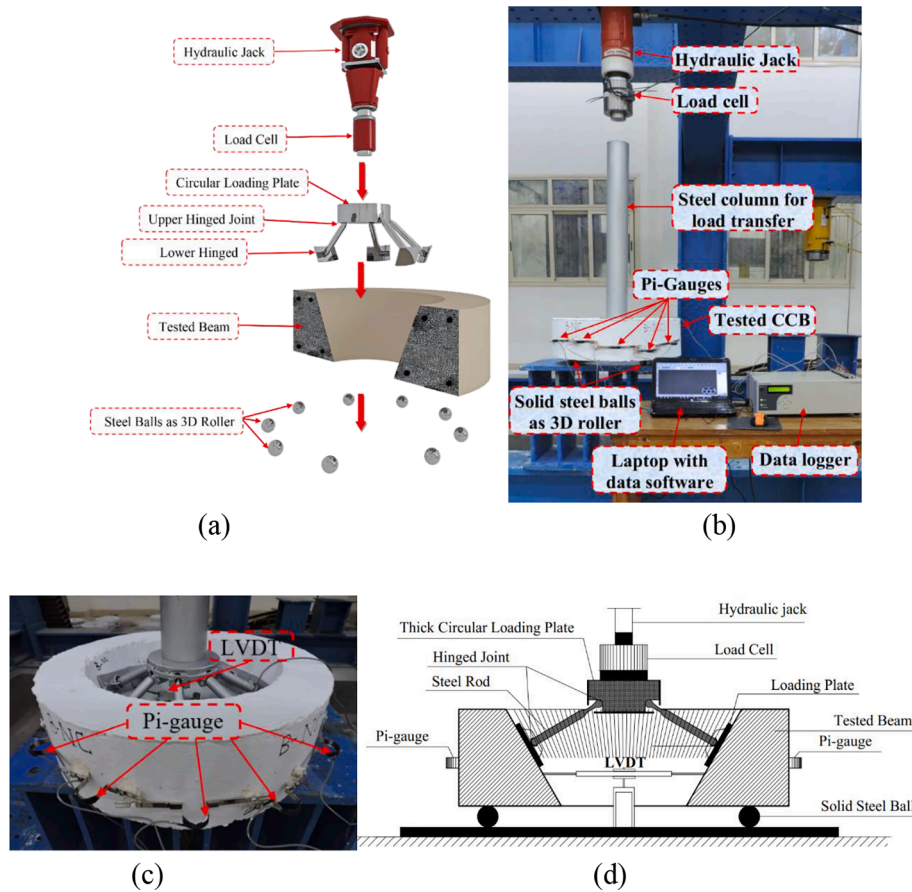 Hydraulic Jack
Load Cell
Circular Loading Plate
Upper Hinged Joint
Lower Hinged
Tested Beam
Steel Balls as 3D Roller
(a)
Hydraulic Jack
Load cell
Steel column for
load transfer
Pi-Gauges
Tested CCB
Solid steel balls
as 3D roller
Laptop with
data software
Data logger
(b)
LVDT
Pi-gauge
(c)
Hydraulic jack
Thick Circular Loading Plate
Load Cell
Hinged Joint
Steel Rod
Loading Plate
Tested Beam
Pi-gauge
Pi-gauge
LVDT
Solid Steel Ball
(d)